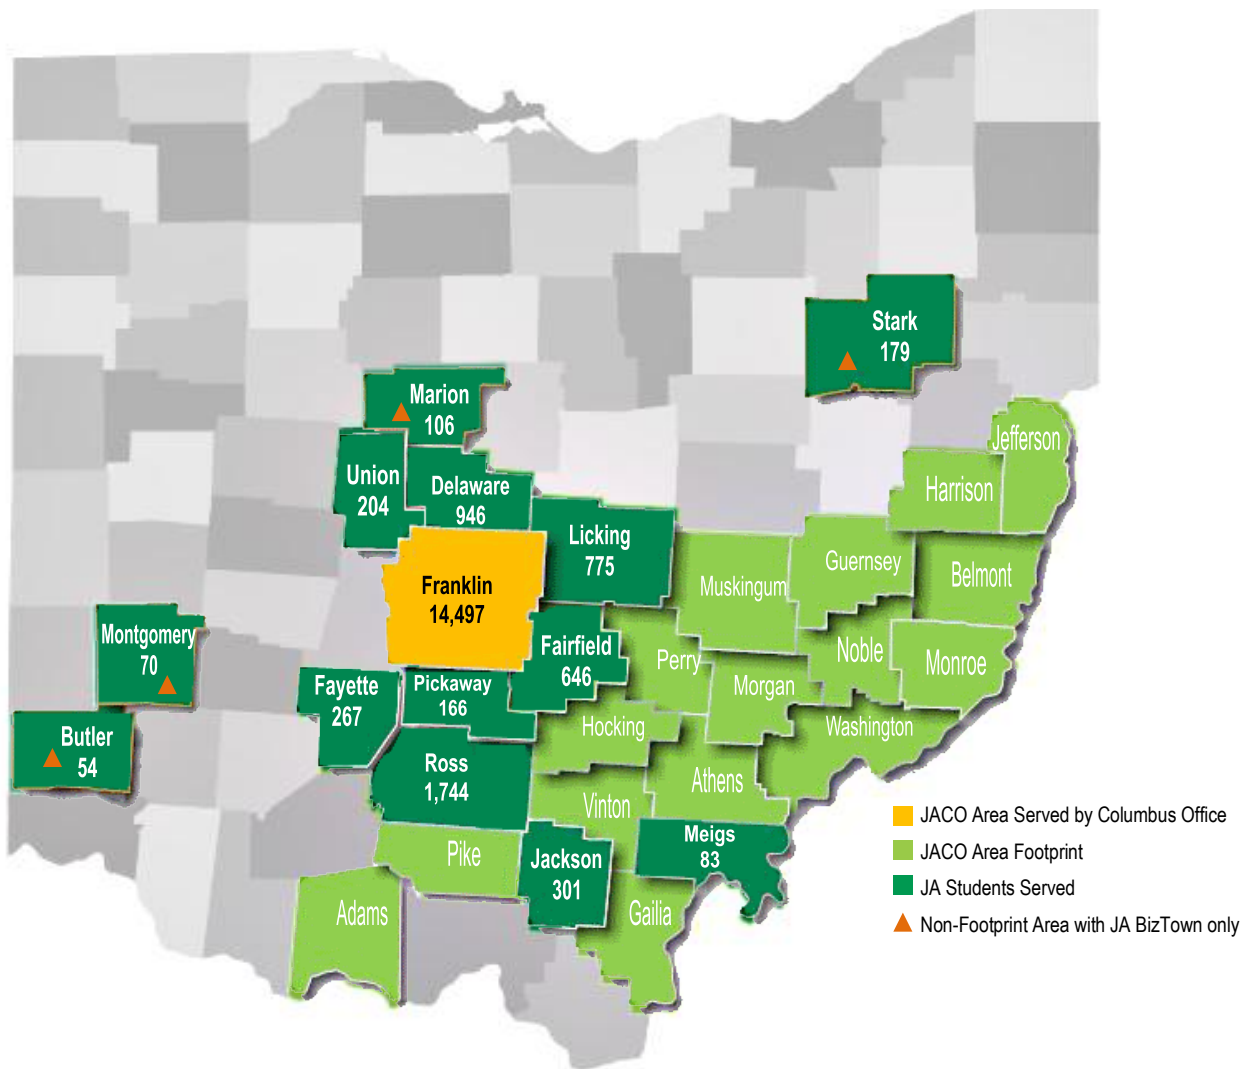 Stark
179
Marion
106
Jefferson
Union
204
Delaware
946
Harrison
Licking
775
Franklin
14,497
Muskingum
Guernsey
Belmont
Montgomery
70
Fairfield
646
Perry
Noble
Monroe
Fayette
267
Pickaway
166
Morgan
Hocking
Washington
Butler
54
Ross
1,744
Vinton
Athens
Pike
Jackson
301
Meigs
83
Adams
Gailia
JACO Area Served by Columbus Office
JACO Area Footprint
JA Students Served
Non-Footprint Area with JA BizTown only